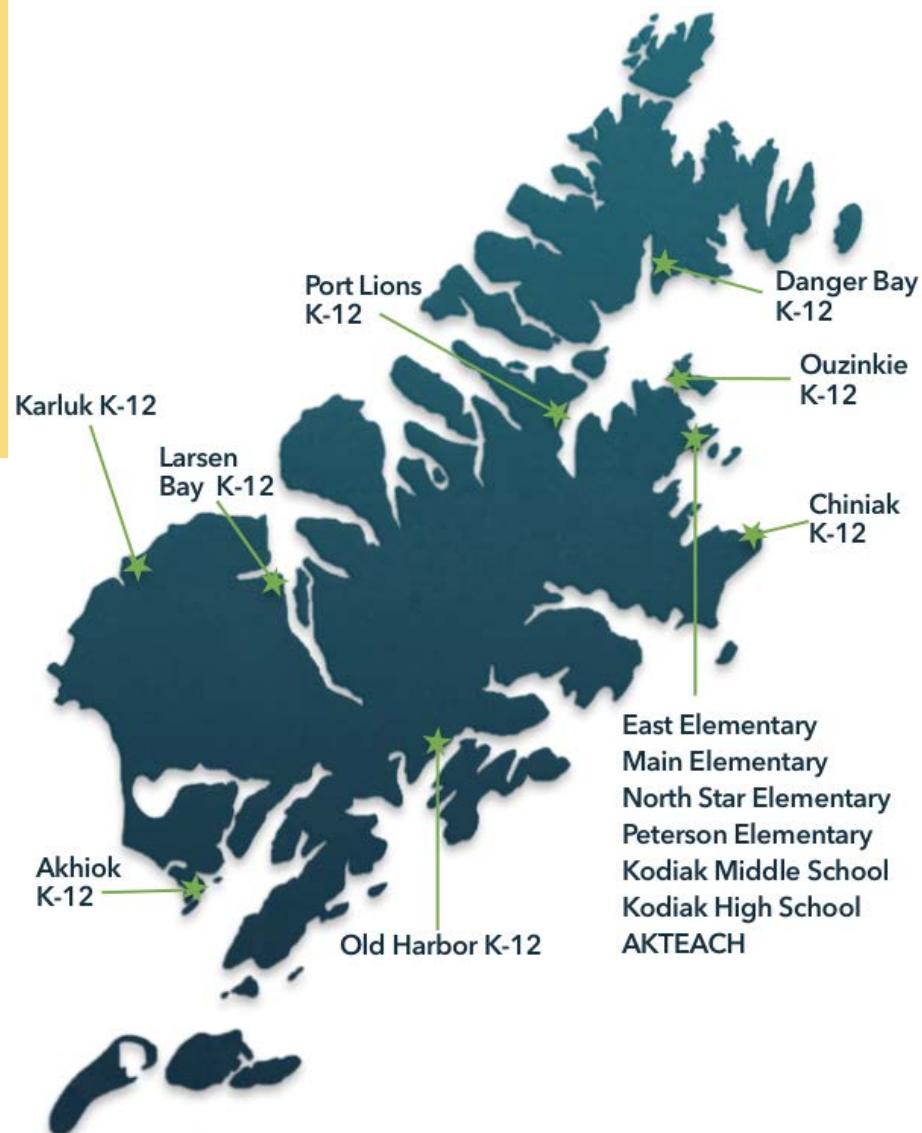 Port Lions
K-12
Danger Bay
K-12
Ouzinkie
K-12
Karluk K-12
Larsen
Bay K-12
Chiniak
K-12
East Elementary
Main Elementary
North Star Elementary
Peterson Elementary
Kodiak Middle School
Kodiak High School
AKTEACH
Akhiok
K-12
Old Harbor K-12